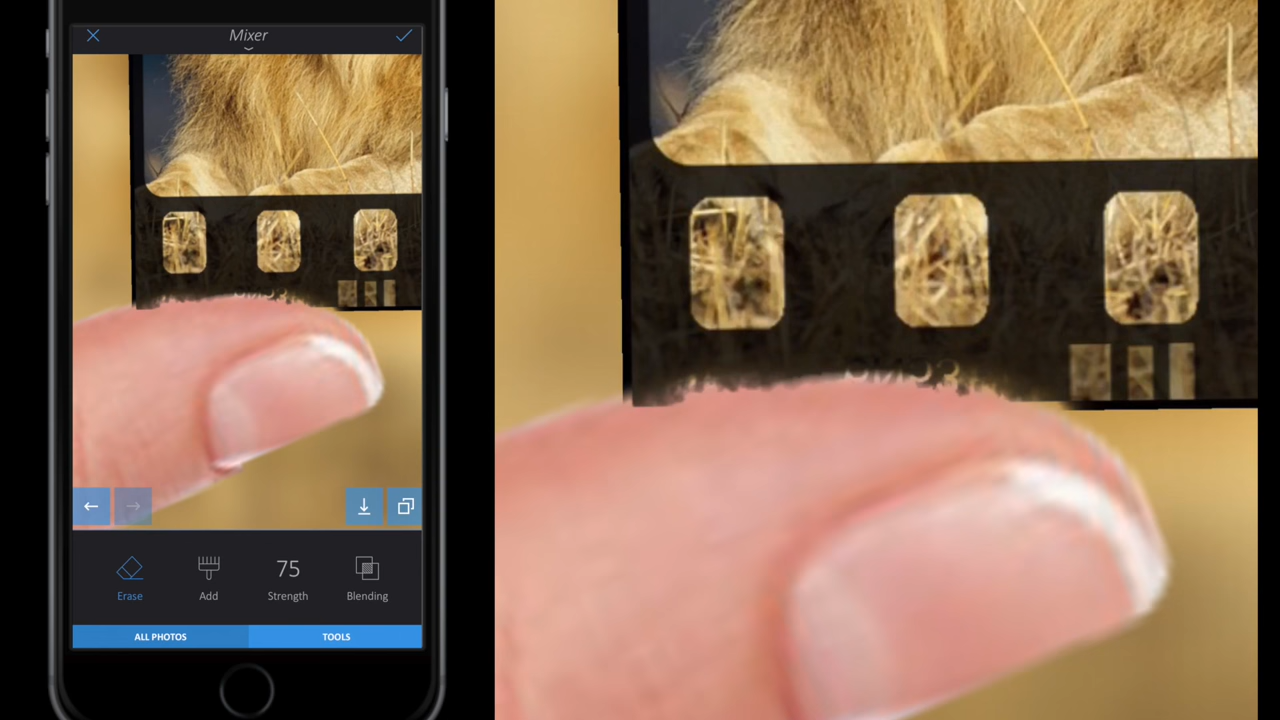 Mixer
75
Erase
Add
Strength
Blending
ALL PHOTOS
TOOLS